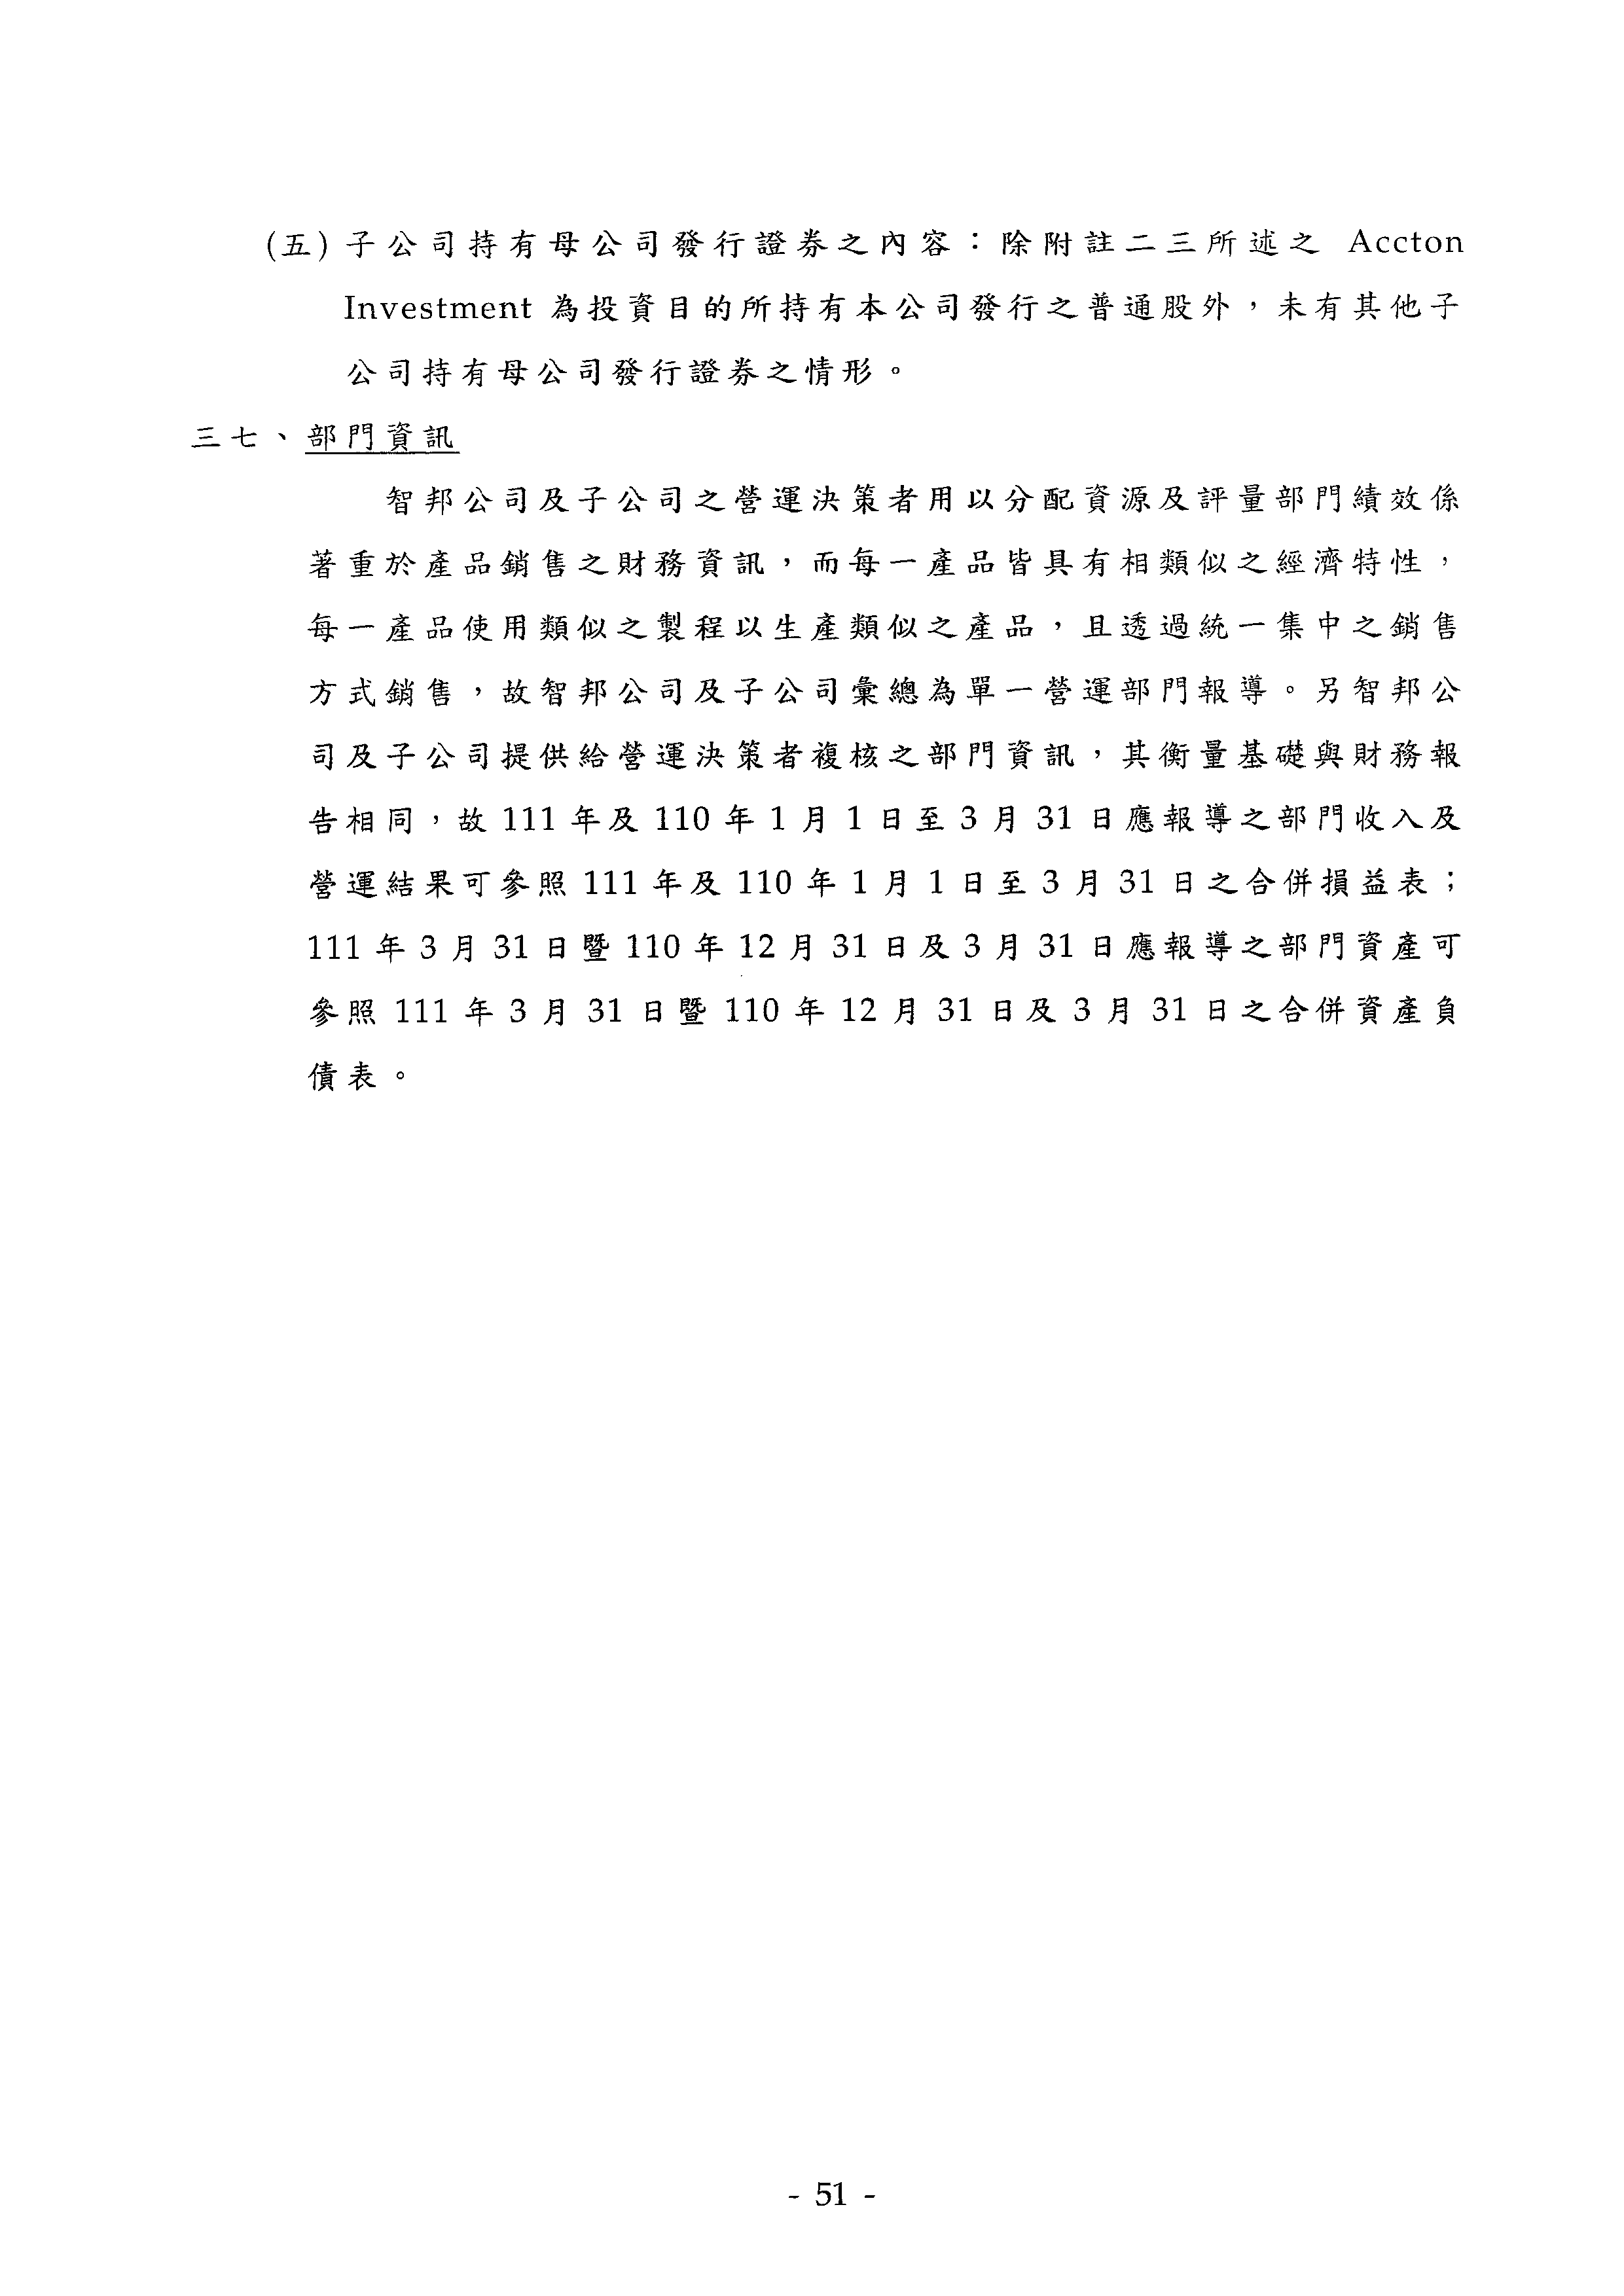 (五) 子公司持有母公司發行證券之內容：除附註二三所述之 Accton
Investment 為投資目的所持有本公司發行之普通股外，未有其他子
公司持有母公司發行證券之情形。
三七、部門資訊
智邦公司及子公司之營運決策者用以分配資源及評量部門績效係
著重於產品銷售之財務資訊，而每一產品皆具有相類似之經濟特性，
每一產品使用類似之製程以生產類似之產品，且透過統一集中之銷售
方式銷售，故智邦公司及子公司彙總為單一營運部門報導。另智邦公
司及子公司提供給營運決策者複核之部門資訊，其衡量基礎與財務報
告相同，故 111 年及 110 年 1 月 1 日至 3 月 31 日應報導之部門收入及
營運結果可參照 111 年及 110 年 1 月 1 日至 3 月 31 日之合併損益表；
111 年 3 月 31 日暨 110 年 12 月 31 日及 3 月 31 日應報導之部門資產可
參照 111 年 3 月 31 日暨 110 年 12 月 31 日及 3 月 31 日之合併資產負
債表。
- 51 -